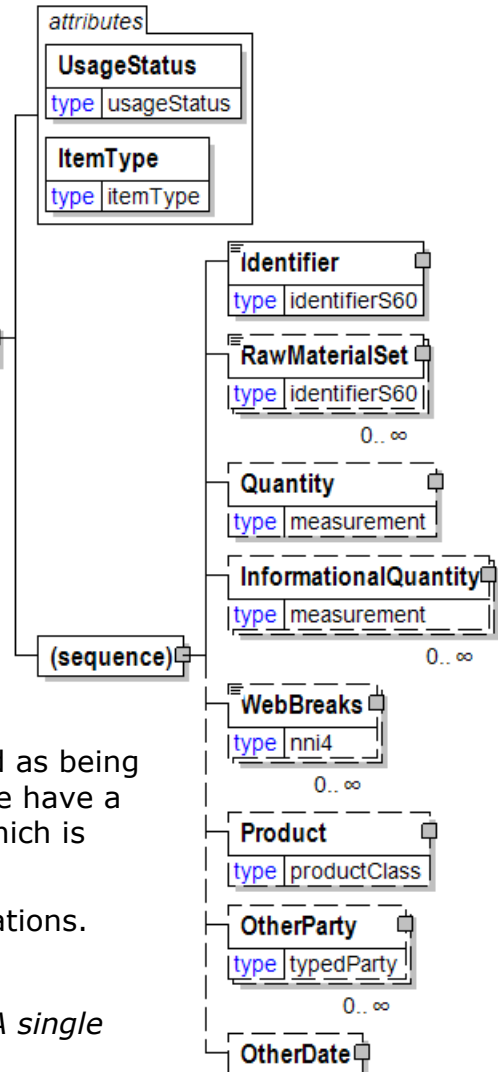 attributes
UsageStatus
type usageStatus
ItemType
type itemType
Identifier
type identifierS60
RawMaterialSet
type identifierS60
0.. ∞
Quantity
type measurement
InformationalQuantity
type measurement
0.. ∞
(sequence)
WebBreaks
type nni4
0.. ∞
as being
e have a
Product
hich is
type productClass
ations.
OtherParty
type typedParty
0.. ∞
A single
OtherDate